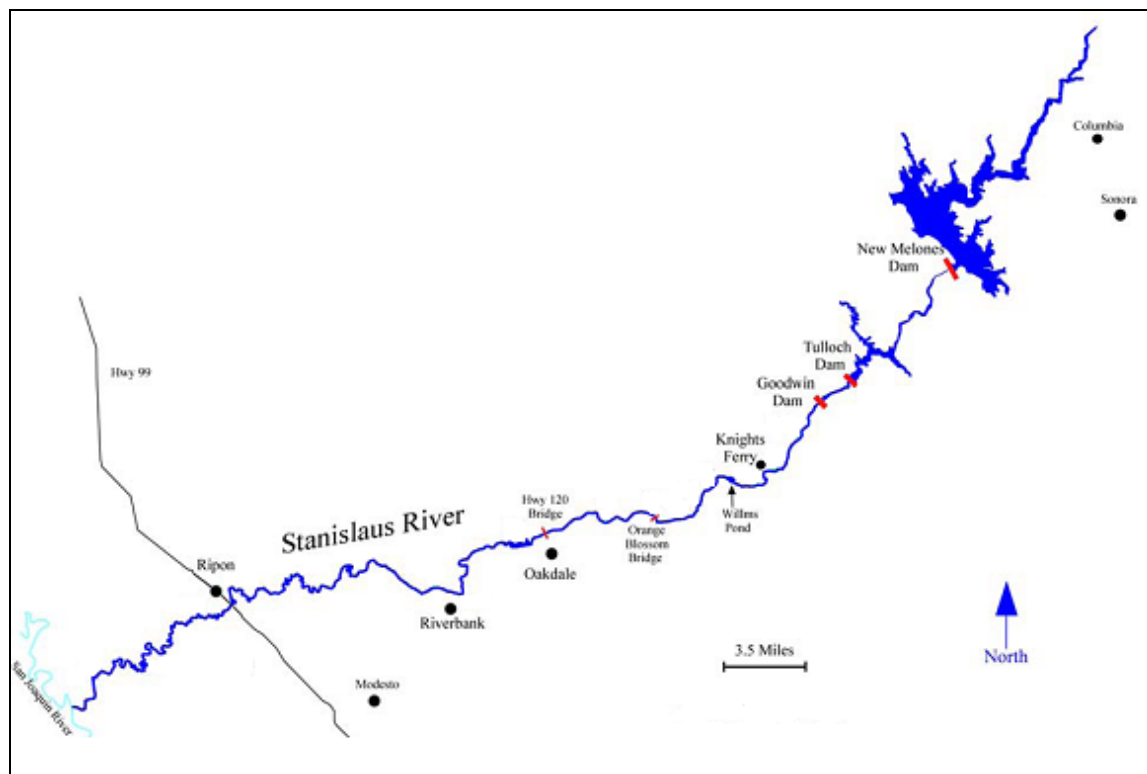 Columbia
Sonora
New Melones
Dam
Hwy 99
Tulloch
Dam
Goodwin
Dam
Knights
Ferry
Hwy 120
Bridge
Willms
Pond
Stanislaus River
Orange
Blossom
Bridge
Ripon
Oakdale
Riverbank
3.5 Miles
North
San Joaquin River
Modesto